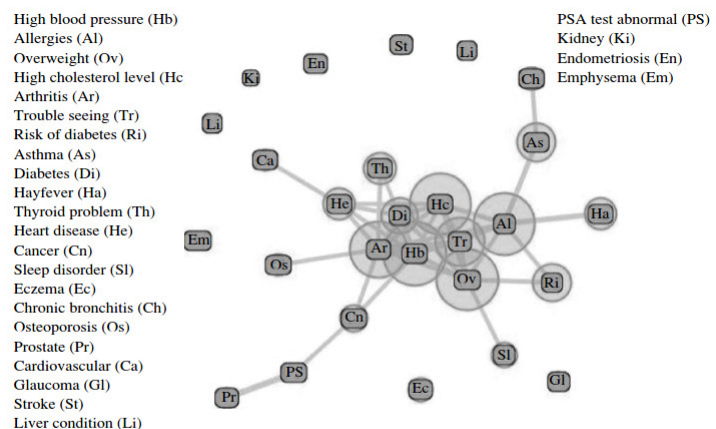 High blood pressure (Hb)
Allergies (Al)
Overweight (Ov)
High cholesterol level (Hc
Arthritis (Ar)
Trouble seeing (Tr)
Risk of diabetes (Ri)
Asthma (As)
Diabetes (Di)
Hayfever (Ha)
Thyroid problem (Th)
Heart disease (He)
Cancer (Cn)
Sleep disorder (Sl)
Eczema (Ec)
Chronic bronchitis (Ch)
Osteoporosis (Os)
Prostate (Pr)
Cardiovascular (Ca)
Glaucoma (Gl)
Stroke (St)
Liver condition (Li)
PSA test abnormal (PS)
Kidney (Ki)
Endometriosis (En)
Emphysema (Em)
St
Li
En
Ki
Ch
Li
As
Ca
Th
He
Di
Hc
Al
Ha
Em
Ar
Hb
Tr
Os
Ov
Ri
Cn
Sl
PS
Pr
Ec
Gl